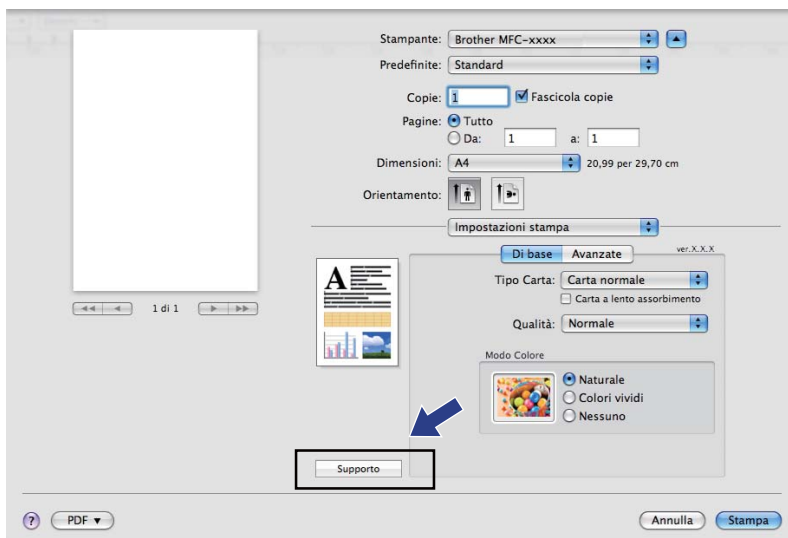 Stampante: Brother MFC-xxxx
Predefinite: Standard
Copie: 1 Fascicola copie
Pagine: Tutto
Da: 1 a: 1
Dimensioni: A4 20,99 per 29,70 cm
Orientamento:
Impostazioni stampa
Di base Avanzate ver.X.X.X
Tipo Carta: Carta normale
Carta a lento assorbimento
1 di 1
Qualità: Normale
Modo Colore
Naturale
Colori vividi
Nessuno
Supporto
? PDF Annulla Stampa